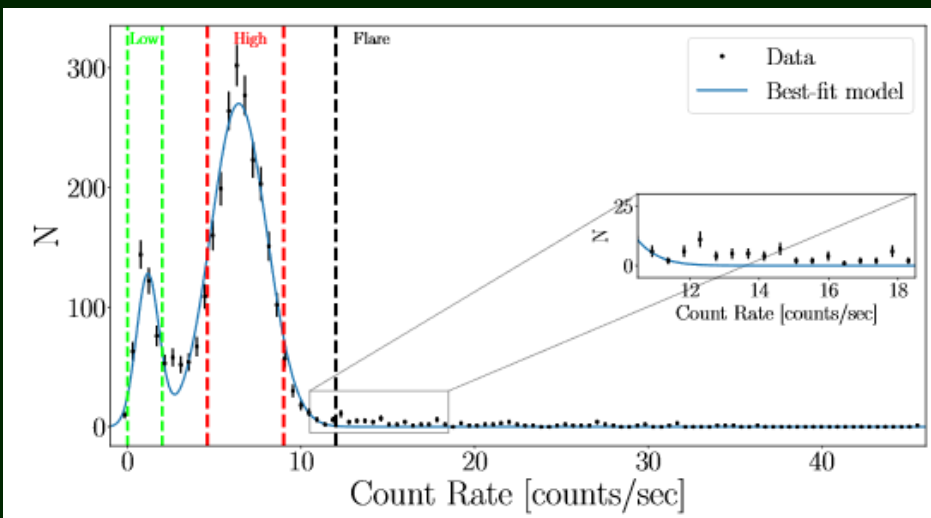 Low
High
Flare
Data
Best-fit model
300
200
100
0
N
0
10
20
30
40
Count Rate [counts/sec]
25
0
N
12
14
16
18
Count Rate [counts/sec]